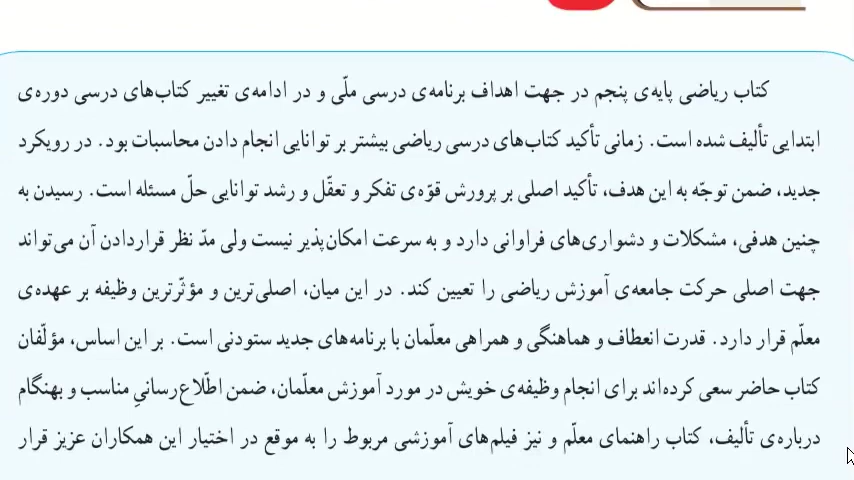 کتاب ریاضی پایه‌ی پنجم در جهت اهداف برنامه‌ی درسی ملّی و در ادامه‌ی تغییر کتاب‌های درسی دوره‌ی
ابتدایی تألیف شده است. زمانی تأکید کتاب‌های درسی ریاضی بیشتر بر توانایی انجام دادن محاسبات بود. در رویکرد
جدید، ضمن توجّه به این هدف، تأکید اصلی بر پرورش قوّه‌ی تفکر و تعقّل و رشد توانایی حلّ مسئله است. رسیدن به
چنین هدفی، مشکلات و دشواری‌های فراوانی دارد و به سرعت امکان‌پذیر نیست ولی مدّ نظر قراردادن آن می‌تواند
جهت اصلی حرکت جامعه‌ی آموزش ریاضی را تعیین کند. در این میان، اصلی‌ترین و مؤثّرترین وظیفه بر عهده‌ی
معلّم قرار دارد. قدرت انعطاف و هماهنگی و همراهی معلّمان با برنامه‌های جدید ستودنی است. بر این اساس، مؤلّفان
کتاب حاضر سعی کرده‌اند برای انجام وظیفه‌ی خویش در مورد آموزش معلّمان، ضمن اطّلاع‌رسانیِ مناسب و بهنگام
درباره‌ی تألیف، کتاب راهنمای معلّم و نیز فیلم‌های آموزشی مربوط را به موقع در اختیار این همکاران عزیز قرار